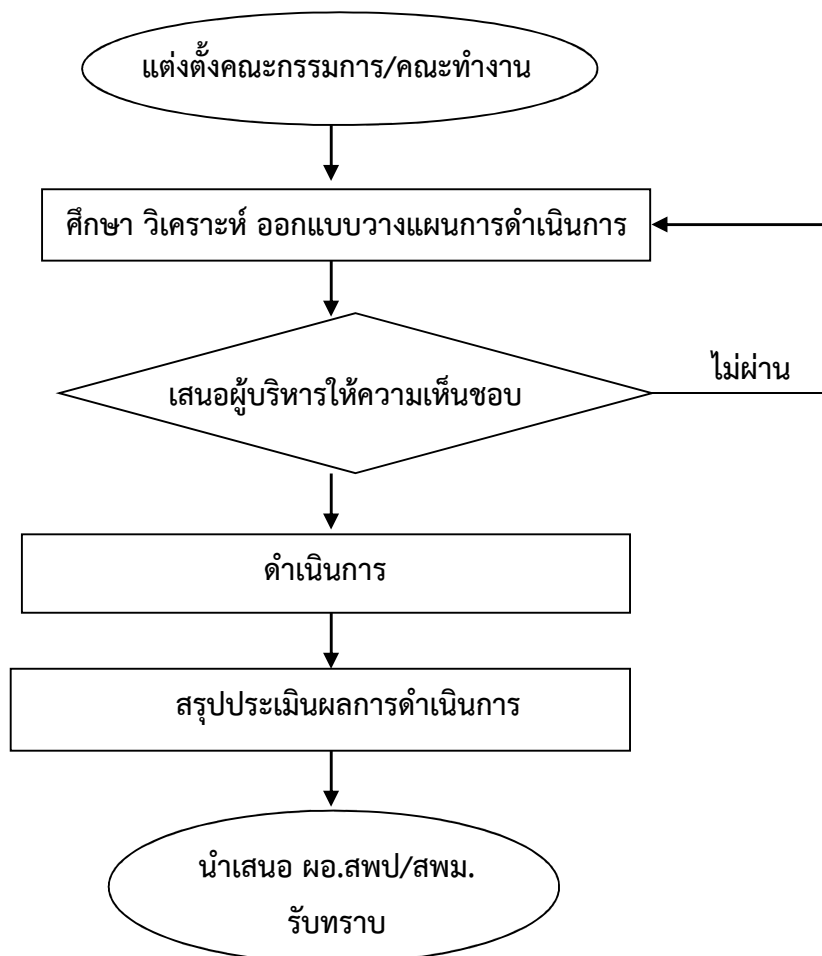 แต่งตั้งคณะกรรมการ/คณะทำงาน
ศึกษา วิเคราะห์ ออกแบบวางแผนการดำเนินการ
เสนอผู้บริหารให้ความเห็นชอบ
ไม่ผ่าน
ดำเนินการ
สรุปประเมินผลการดำเนินการ
นำเสนอ ผอ.สพป/สพม.
รับทราบ